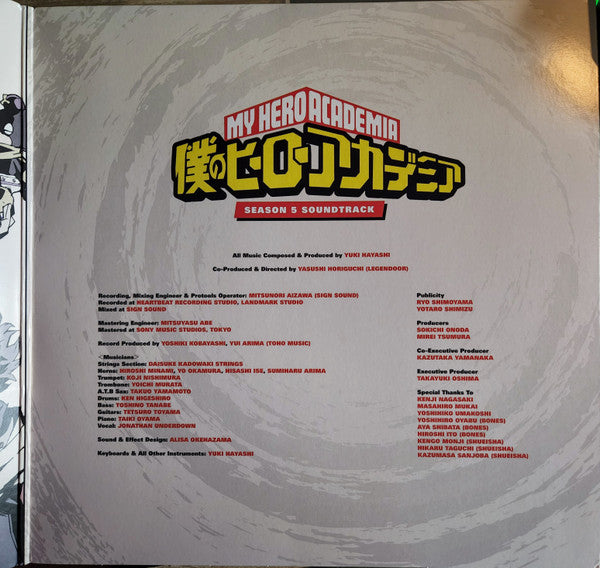 MY HERO ACADEMIA
僕のヒーローアカデミア
SEASON 5 SOUNDTRACK
All Music Composed & Produced by YUKI HAYASHI
Co-Produced & Directed by YASUSHI HORIGUCHI (LEGENDOOR)
Recording, Mixing Engineer & Protools Operator: MITSUNORI AIZAWA (SIGN SOUND)
Recorded at HEARTBEAT RECORDING STUDIO, LANDMARK STUDIO
Mixed at SIGN SOUND
Mastering Engineer: MITSUYASU ABE
Mastered at SONY MUSIC STUDIOS, TOKYO
Record Produced by YOSHIKI KOBAYASHI, YUI ARIMA (TOHO MUSIC)
<Musicians>
Strings Section: DAISUKE KADOWAKI STRINGS
Horns: HIROSHI MINAMI, YO OKAMURA, HISASHI ISE, SUMIHARU ARIMA
Trumpet: KOJI NISHIMURA
Trombone: YOICHI MURATA
A.T.B Sax: TAKUO YAMAMOTO
Drums: KEN HIGESHIRO
Bass: TOSHINO TANABE
Guitars: TETSURO TOYAMA
Piano: TAIKI OYAMA
Vocal: JONATHAN UNDERDOWN
Sound & Effect Design: ALISA OKEHAZAMA
Keyboards & All Other Instruments: YUKI HAYASHI
Publicity
RYO SHIMOYAMA
YOTARO SHIMIZU
Producers
SOKICHI ONODA
MIREI TSUMURA
Co-Executive Producer
KAZUTAKA YAMANAKA
Executive Producer
TAKAYUKI OSHIMA
Special Thanks To
KENJI NAGASAKI
MASAHIRO MUKAI
YOSHIHIKO UMAKOSHI
YOSHIHIRO OYABU (BONES)
AYA SHIBATA (BONES)
HIROSHI ITO (BONES)
KENGO MONJI (SHUEISHA)
HIKARU TAGUCHI (SHUEISHA)
KAZUMASA SANJOBA (SHUEISHA)